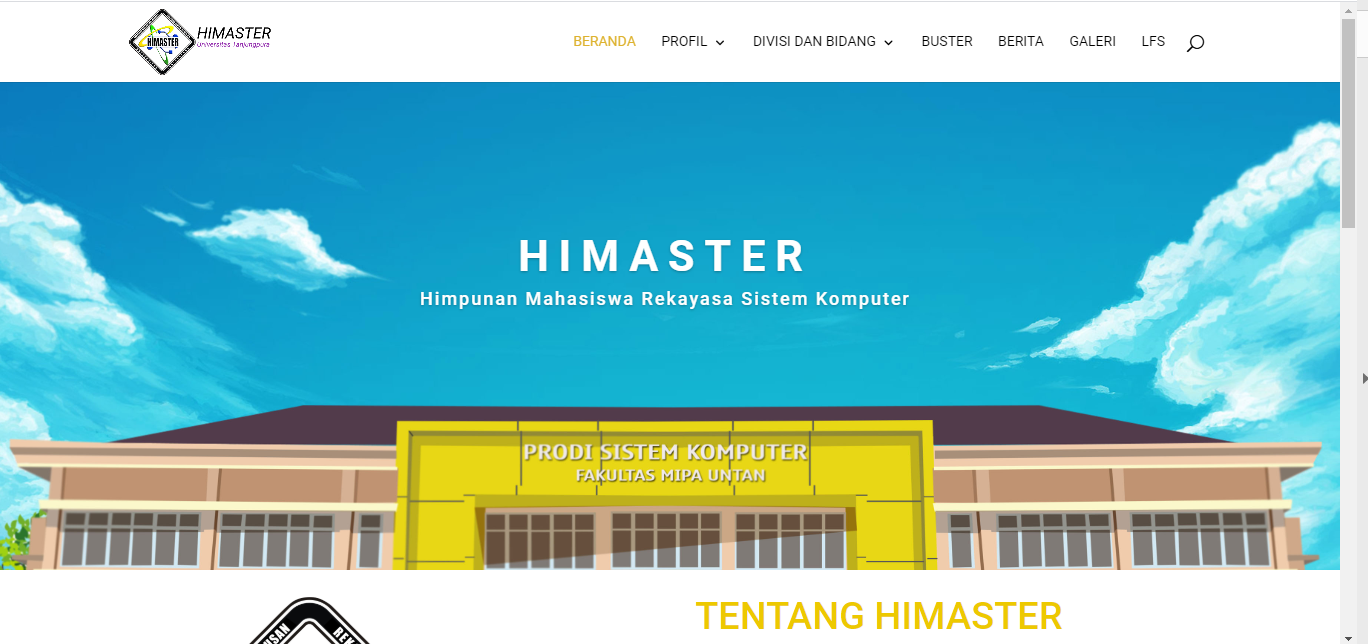 HIMASTER
HIMASTER
Universitas Tanjungpura
BERANDA PROFIL DIVISI DAN BIDANG BUSTER BERITA GALERI LFS
HIMASTER
Himpunan Mahasiswa Rekayasa Sistem Komputer
PRODI SISTEM KOMPUTER
FAKULTAS MIPA UNTAN
TENTANG HIMASTER